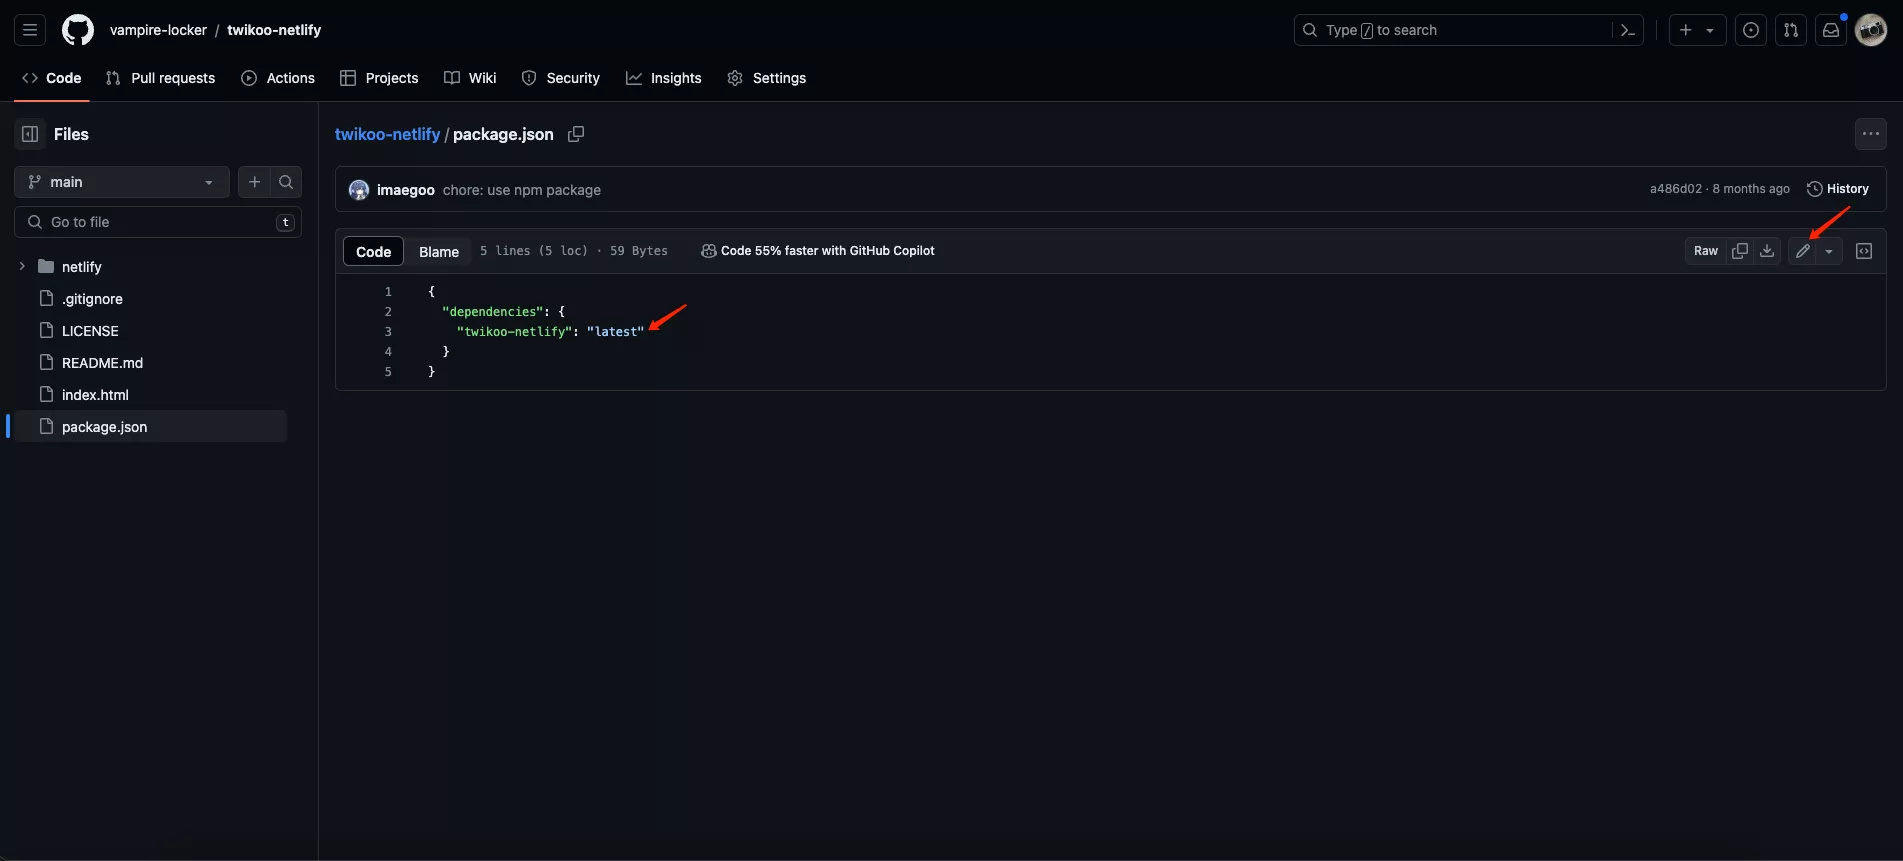 vampire-locker / twikoo-netlify
Type / to search
Code
Pull requests
Actions
Projects
Wiki
Security
Insights
Settings
Files
main
Go to file
t
netlify
.gitignore
LICENSE
README.md
index.html
package.json
twikoo-netlify / package.json
imaegoo chore: use npm package
a486d02 · 8 months ago
History
Code
Blame
5 lines (5 loc) · 59 Bytes
Code 55% faster with GitHub Copilot
Raw
1 {
2 "dependencies": {
3 "twikoo-netlify": "latest"
4 }
5 }